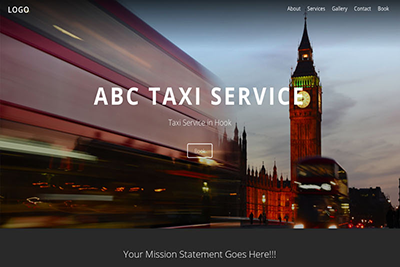 LOGO
About Services Gallery Contact Book
ABC TAXI SERVICE
Taxi Service in Hook
Your Mission Statement Goes Here!!!